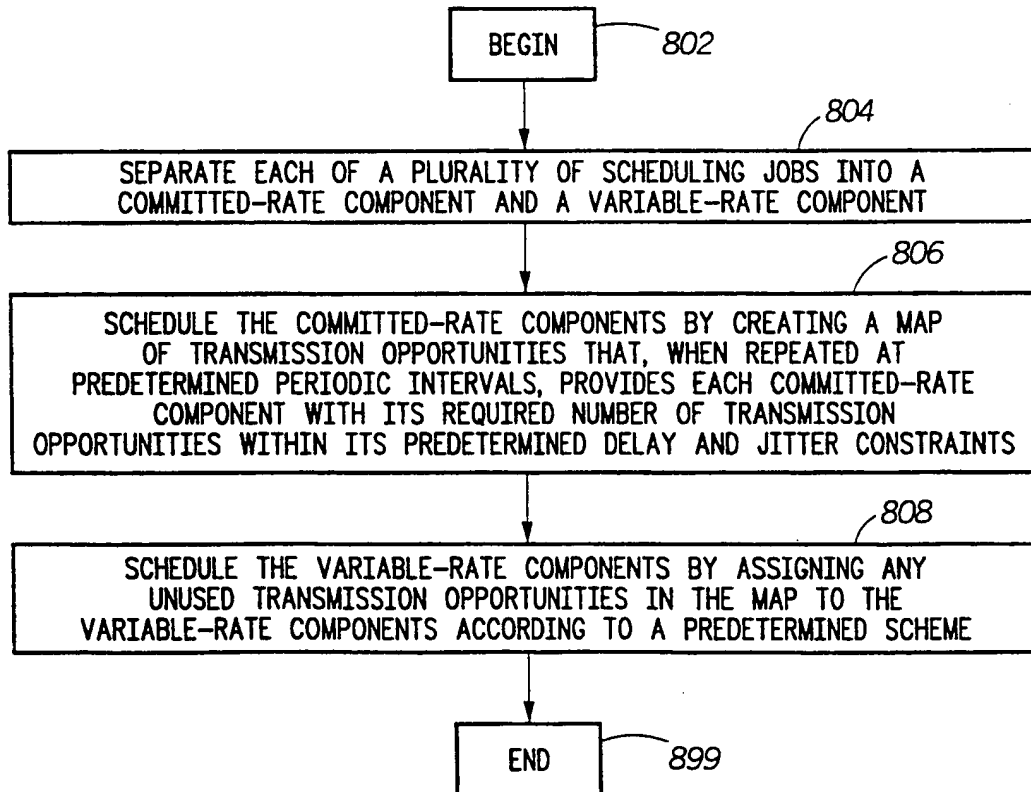 BEGIN
802
804
SEPARATE EACH OF A PLURALITY OF SCHEDULING JOBS INTO A
COMMITTED-RATE COMPONENT AND A VARIABLE-RATE COMPONENT
806
SCHEDULE THE COMMITTED-RATE COMPONENTS BY CREATING A MAP
OF TRANSMISSION OPPORTUNITIES THAT, WHEN REPEATED AT
PREDETERMINED PERIODIC INTERVALS, PROVIDES EACH COMMITTED-RATE
COMPONENT WITH ITS REQUIRED NUMBER OF TRANSMISSION
OPPORTUNITIES WITHIN ITS PREDETERMINED DELAY AND JITTER CONSTRAINTS
808
SCHEDULE THE VARIABLE-RATE COMPONENTS BY ASSIGNING ANY
UNUSED TRANSMISSION OPPORTUNITIES IN THE MAP TO THE
VARIABLE-RATE COMPONENTS ACCORDING TO A PREDETERMINED SCHEME
END
899